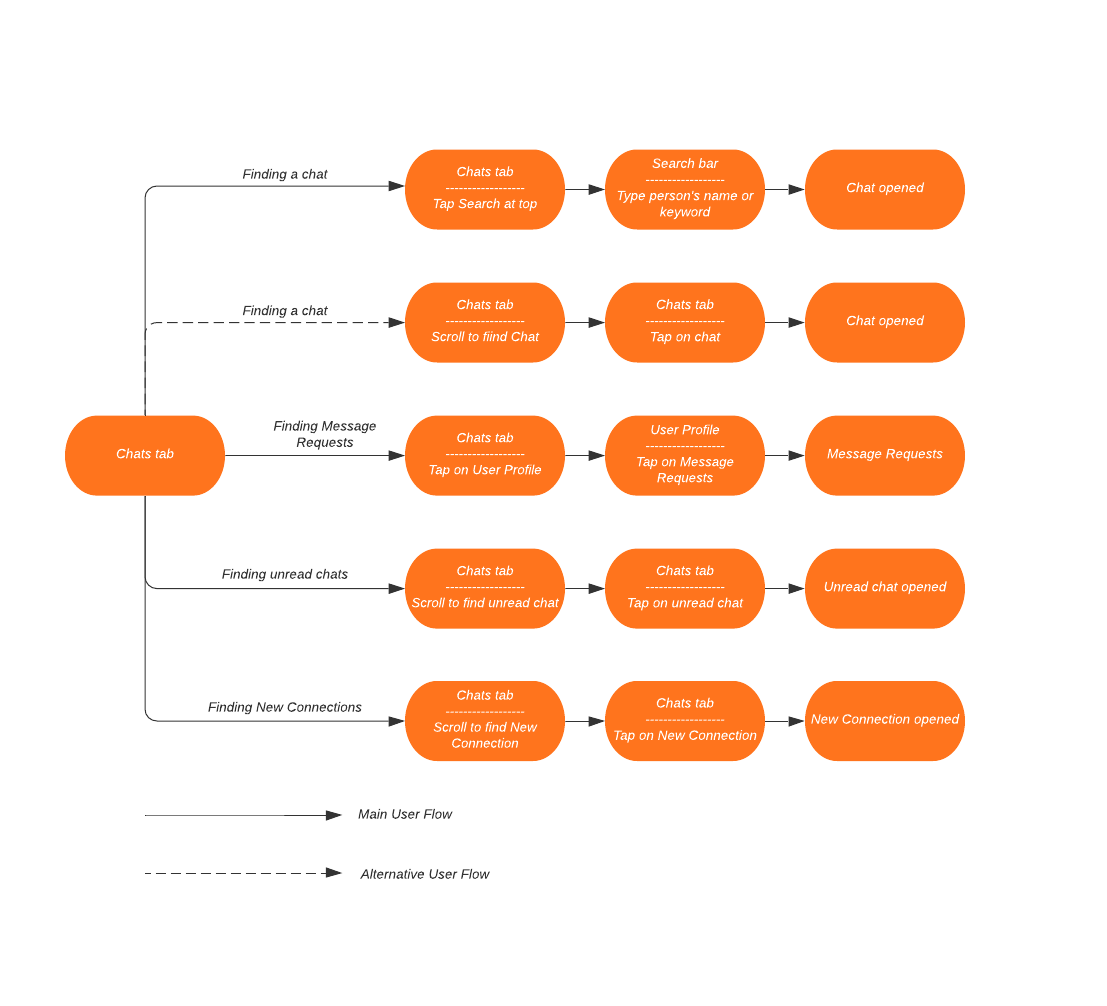 Finding a chat
Chats tab
------------------
Tap Search at top
Search bar
------------------
Type person's name or
keyword
Chat opened
Finding a chat
Chats tab
------------------
Scroll to fiind Chat
Chats tab
------------------
Tap on chat
Chat opened
Chats tab
Finding Message
Requests
Chats tab
------------------
Tap on User Profile
User Profile
------------------
Tap on Message
Requests
Message Requests
Finding unread chats
Chats tab
------------------
Scroll to find unread chat
Chats tab
------------------
Tap on unread chat
Unread chat opened
Finding New Connections
Chats tab
------------------
Scroll to find New
Connection
Chats tab
------------------
Tap on New Connection
New Connection opened
Main User Flow
Alternative User Flow